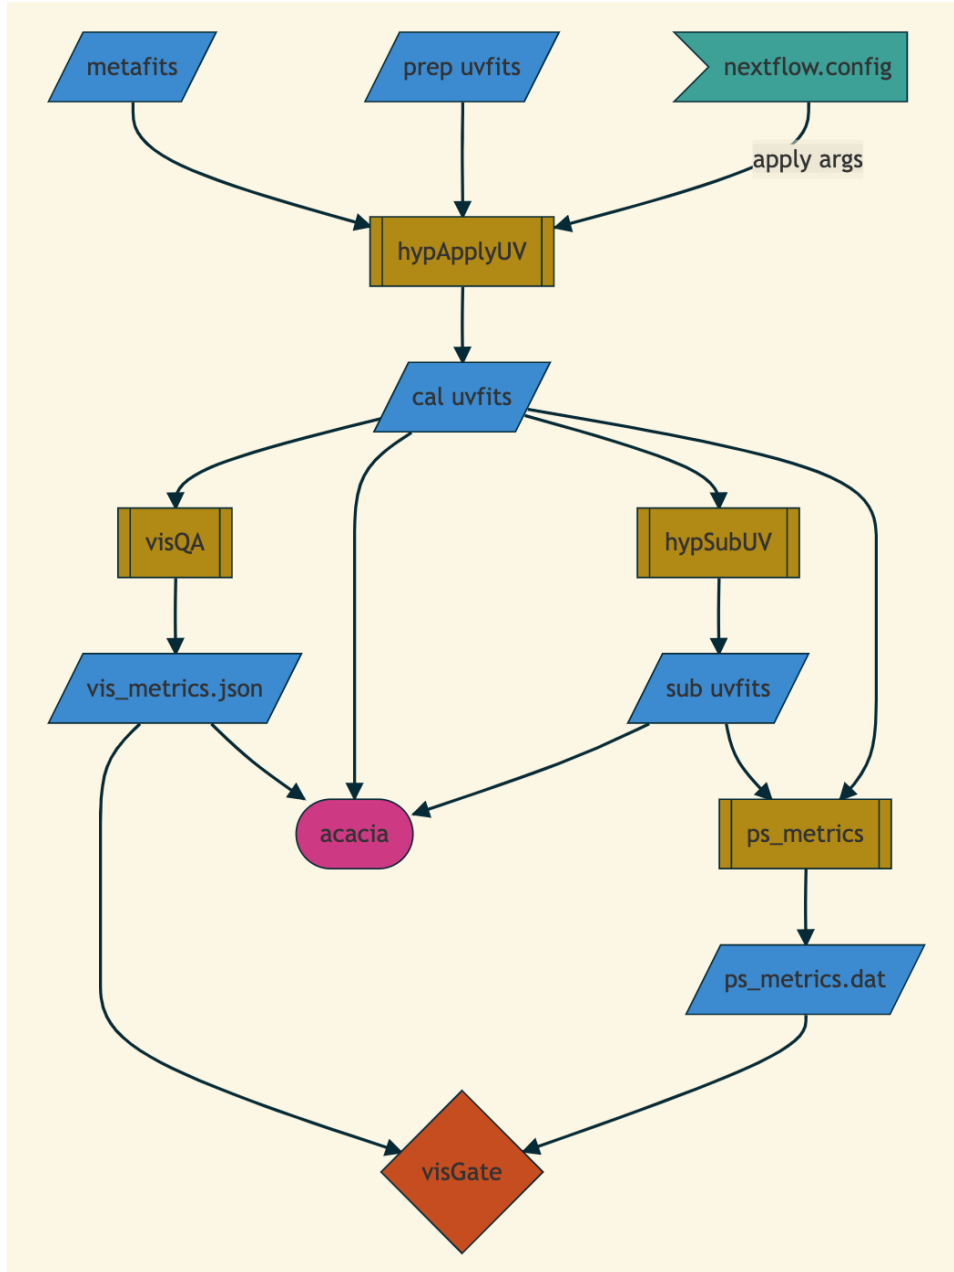 metafits
prep uvfits
nextflow.config
apply args
hypApplyUV
cal uvfits
visQA
hypSubUV
vis_metrics.json
sub uvfits
acacia
ps_metrics
ps_metrics.dat
visGate